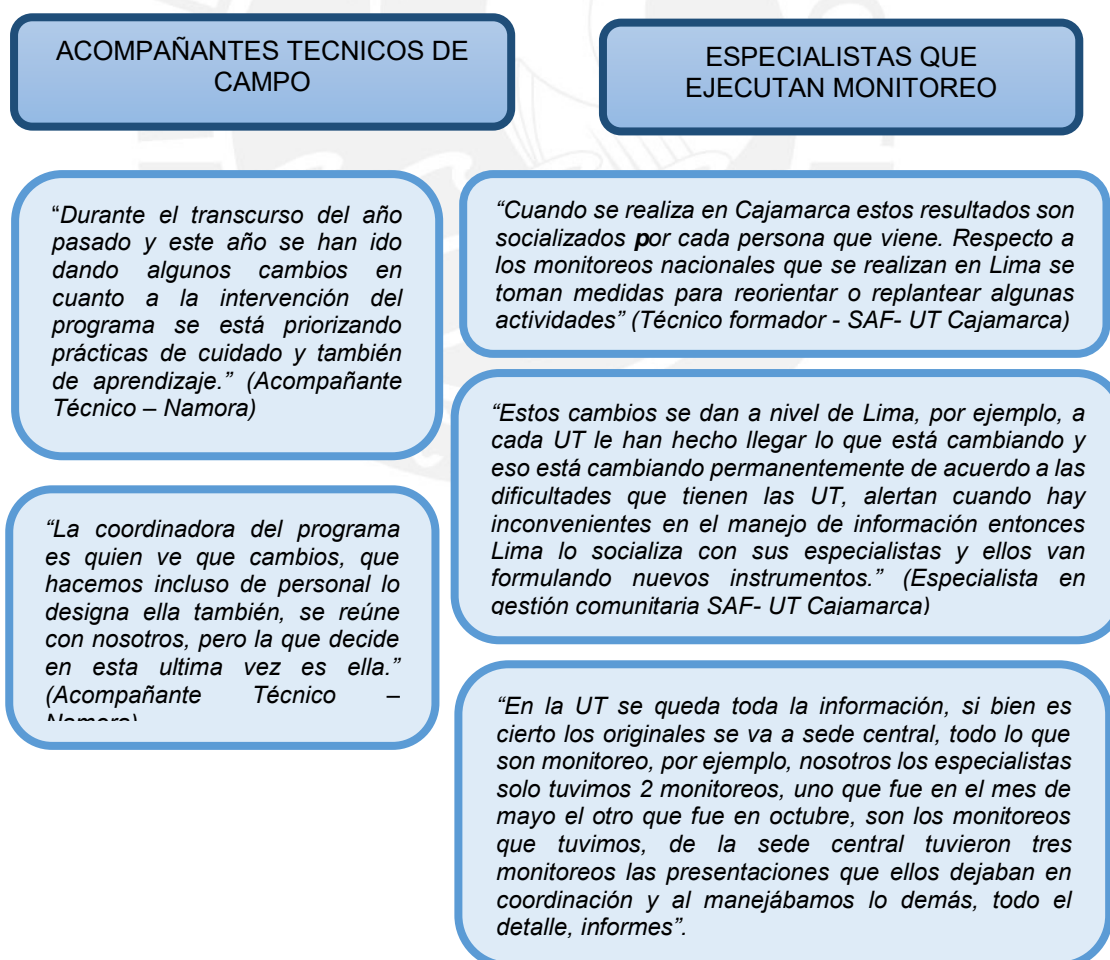 ACOMPAÑANTES TECNICOS DE
CAMPO
ESPECIALISTAS QUE
EJECUTAN MONITOREO
“Durante el transcurso del año
pasado y este año se han ido
dando algunos cambios en
cuanto a la intervención del
programa se está priorizando
prácticas de cuidado y también
de aprendizaje.” (Acompañante
Técnico – Namora)
“La coordinadora del programa
es quien ve que cambios, que
hacemos incluso de personal lo
designa ella también, se reúne
con nosotros, pero la que decide
en esta ultima vez es ella.”
(Acompañante Técnico –
Namora)
“Cuando se realiza en Cajamarca estos resultados son
socializados por cada persona que viene. Respecto a
los monitoreos nacionales que se realizan en Lima se
toman medidas para reorientar o replantear algunas
actividades” (Técnico formador - SAF- UT Cajamarca)
“Estos cambios se dan a nivel de Lima, por ejemplo, a
cada UT le han hecho llegar lo que está cambiando y
eso está cambiando permanentemente de acuerdo a las
dificultades que tienen las UT, alertan cuando hay
inconvenientes en el manejo de información entonces
Lima lo socializa con sus especialistas y ellos van
formulando nuevos instrumentos.” (Especialista en
gestión comunitaria SAF- UT Cajamarca)
“En la UT se queda toda la información, si bien es
cierto los originales se va a sede central, todo lo que
son monitoreo, por ejemplo, nosotros los especialistas
solo tuvimos 2 monitoreos, uno que fue en el mes de
mayo el otro que fue en octubre, son los monitoreos
que tuvimos, de la sede central tuvieron tres
monitoreos las presentaciones que ellos dejaban en
coordinación y al manejábamos lo demás, todo el
detalle, informes”.